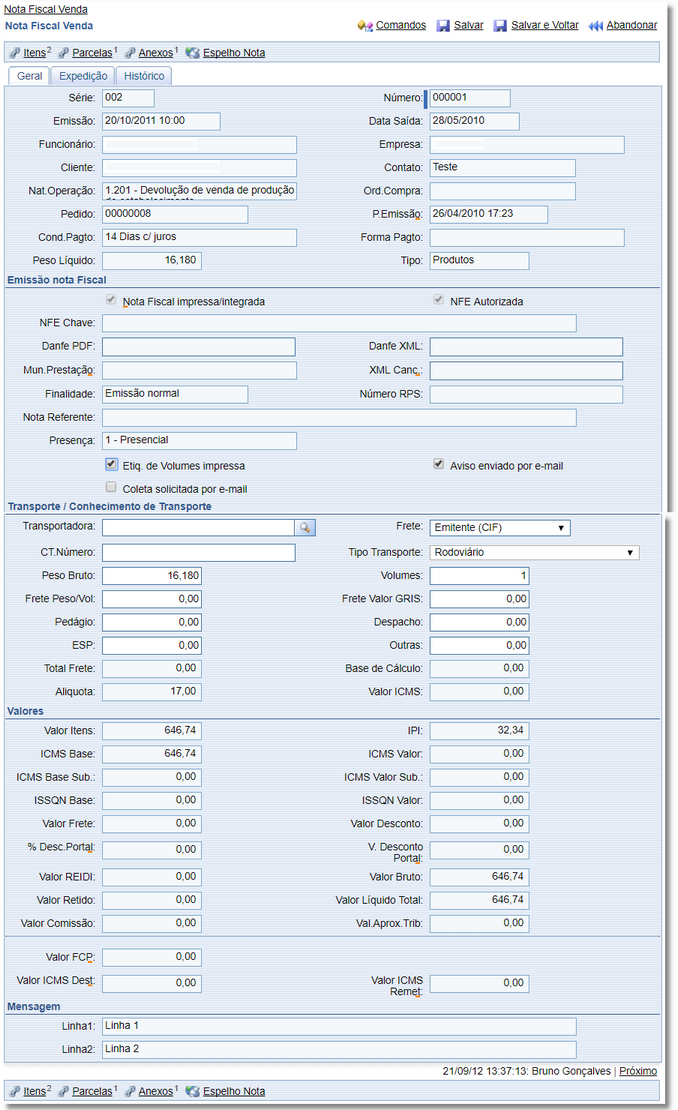 Nota Fiscal Venda
Nota Fiscal Venda Comandos Salvar Salvar e Voltar Abandonar
Itens2 Parcelas1 Anexos1 Espelho Nota
Geral Expedição Histórico
Série: 002 Número: 000001
Emissão: 20/10/2011 10:00 Data Saída: 28/05/2010
Funcionário: Empresa:
Cliente: Contato: Teste
Nat.Operação: 1.201 - Devolução de venda de produção Ord.Compra:
Pedido: 00000008 P.Emissão: 26/04/2010 17:23
Cond.Pagto: 14 Dias c/ juros Forma Pagto:
Peso Líquido: 16,180 Tipo: Produtos
Emissão nota Fiscal
Nota Fiscal impressa/integrada NFE Autorizada
NFE Chave:
Danfe PDF: Danfe XML:
Mun.Prestação: XML Canc.:
Finalidade: Emissão normal Número RPS:
Nota Referente:
Presença: 1 - Presencial
Etiq. de Volumes impressa Aviso enviado por e-mail
Coleta solicitada por e-mail
Transporte / Conhecimento de Transporte
Transportadora: Frete: Emitente (CIF)
CT.Número: Tipo Transporte: Rodoviário
Peso Bruto: 16,180 Volumes: 1
Frete Peso/Vol: 0,00 Frete Valor GRIS: 0,00
Pedágio: 0,00 Despacho: 0,00
ESP: 0,00 Outras: 0,00
Total Frete: 0,00 Base de Cálculo: 0,00
Aliquota: 17,00 Valor ICMS: 0,00
Valores
Valor Itens: 646,74 IPI: 32,34
ICMS Base: 646,74 ICMS Valor: 0,00
ICMS Base Sub.: 0,00 ICMS Valor Sub.: 0,00
ISSQN Base: 0,00 ISSQN Valor: 0,00
Valor Frete: 0,00 Valor Desconto: 0,00
% Desc.Portal: 0,00 V. Desconto Portal: 0,00
Valor REIDI: 0,00 Valor Bruto: 646,74
Valor Retido: 0,00 Valor Líquido Total: 646,74
Valor Comissão: 0,00 Val.Aprox.Trib: 0,00
Valor FCP: 0,00
Valor ICMS Dest: 0,00 Valor ICMS Remet: 0,00
Mensagem
Linha1: Linha 1
Linha2: Linha 2
21/09/12 13:37:13: Bruno Gonçalves | Próximo
Itens2 Parcelas1 Anexos1 Espelho Nota